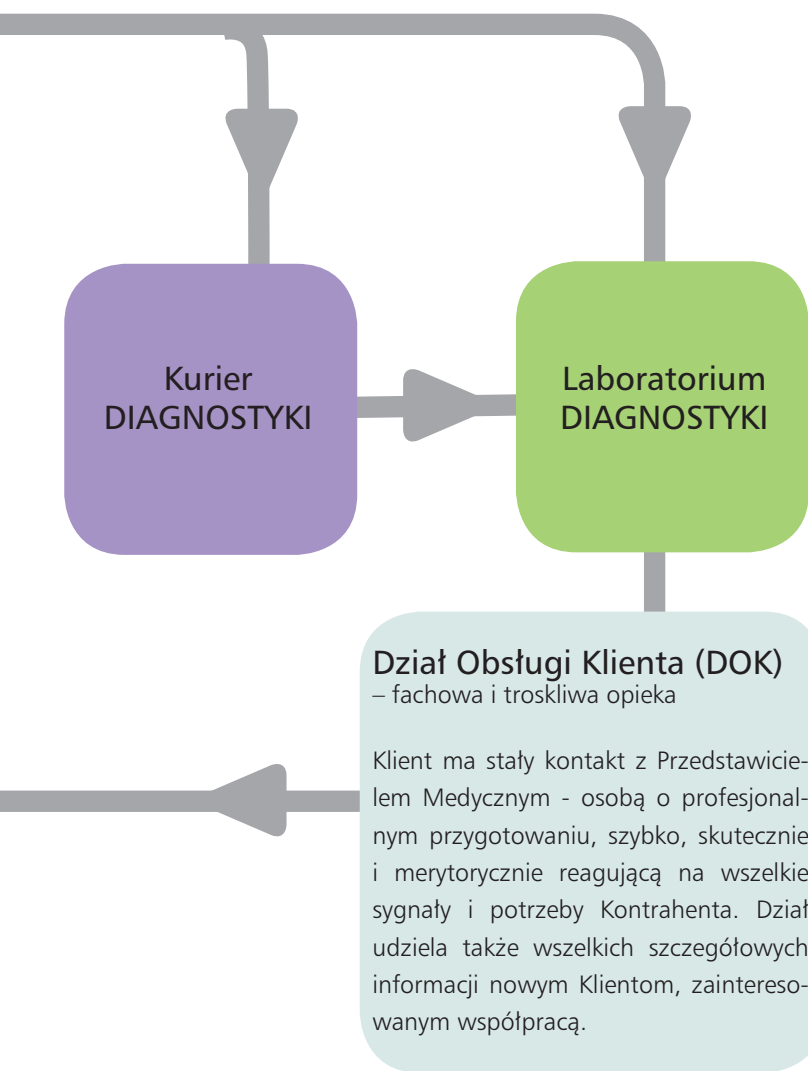 Kurier
DIAGNOSTYKI
Laboratorium
DIAGNOSTYKI
Dział Obsługi Klienta (DOK)
– fachowa i troskliwa opieka
Klient ma stały kontakt z Przedstawicie-
lem Medycznym - osobą o profesjonal-
nym przygotowaniu, szybko, skutecznie
i merytorycznie reagującą na wszelkie
sygnały i potrzeby Kontrahenta. Dział
udziela także wszelkich szczegółowych
informacji nowym Klientom, zaintereso-
wanym współpracą.